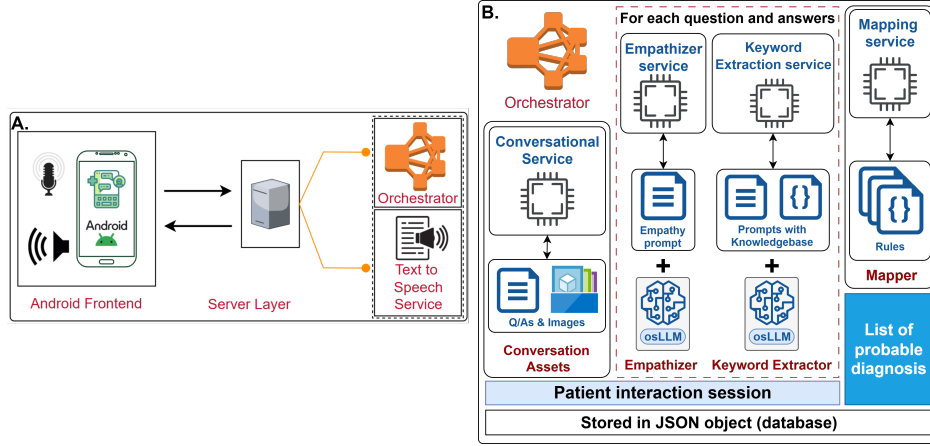 A.
Android
Android Frontend
Server Layer
Orchestrator
Text to
Speech
Service
B.
Orchestrator
For each question and answers
Conversational
Service
Q/As & Images
Conversation
Assets
Empathizer
service
Empathy
prompt
+
osLLM
Empathizer
Keyword
Extraction service
{}
Prompts with
Knowledgebase
+
osLLM
Keyword Extractor
Mapping
service
{}
Rules
Mapper
List of
probable
diagnosis
Patient interaction session
Stored in JSON object (database)